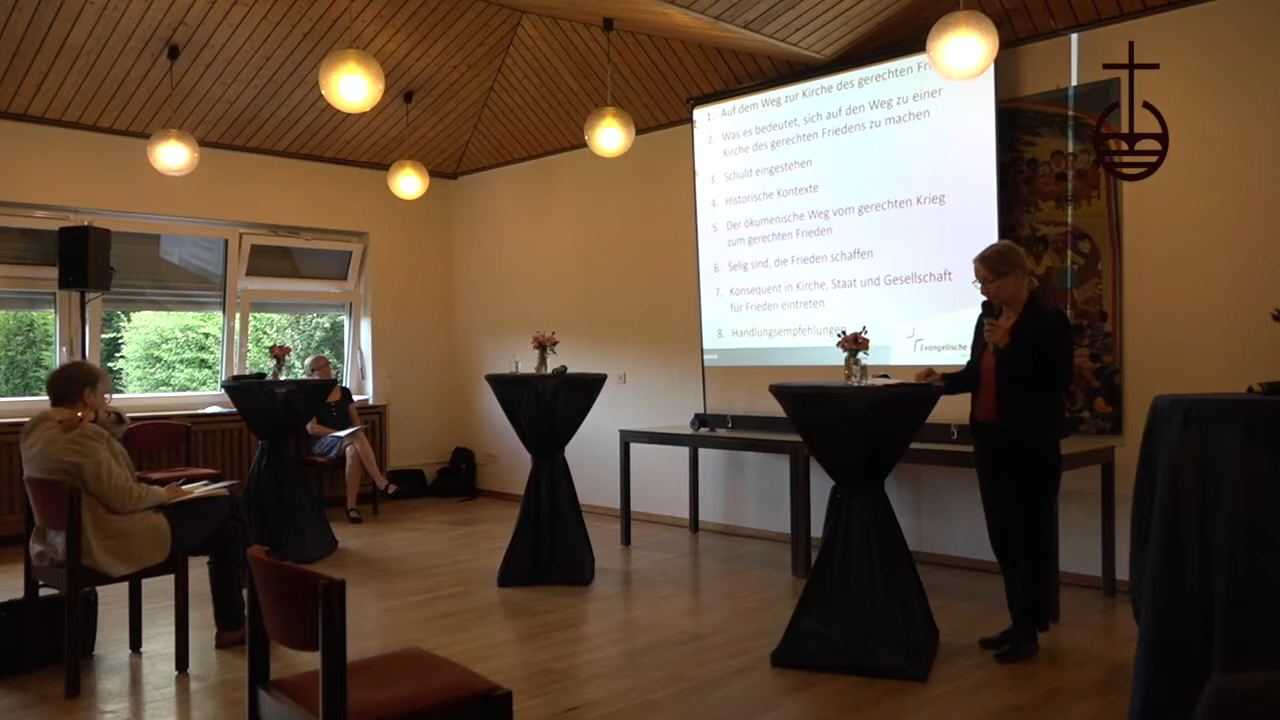 1. Auf dem Weg zur Kirche des gerechten
2. Was es bedeutet, sich auf den Weg zu einer
Kirche des gerechten Friedens zu machen
3. Schuld eingestehen
4. Historische Kontexte
5. Der ökumenische Weg vom gerechten Krieg
zum gerechten Frieden
6. Selig sind, die Frieden schaffen
7. Konsequent in Kirche, Staat und Gesellschaft
für Frieden eintreten
8. Handlungsempfehlungen
Evangelische